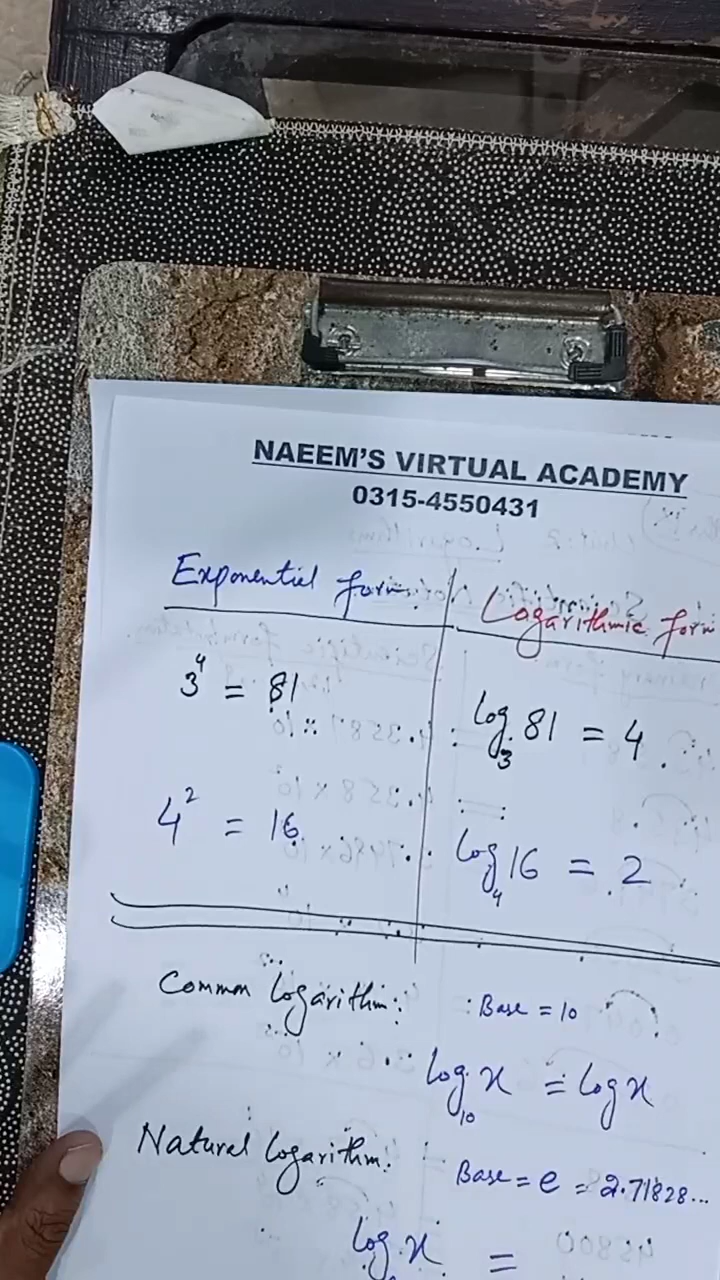 NAEEM'S VIRTUAL ACADEMY
0315-4550431
Exponentiel form. Logarithmic form
3⁴ = 81 log₃ 81 = 4
4² = 16 log₄ 16 = 2
Common Logarithm: Base = 10
log₁₀ x = log x
Natural Logarithm: Base = e = 2.71828...
log x =